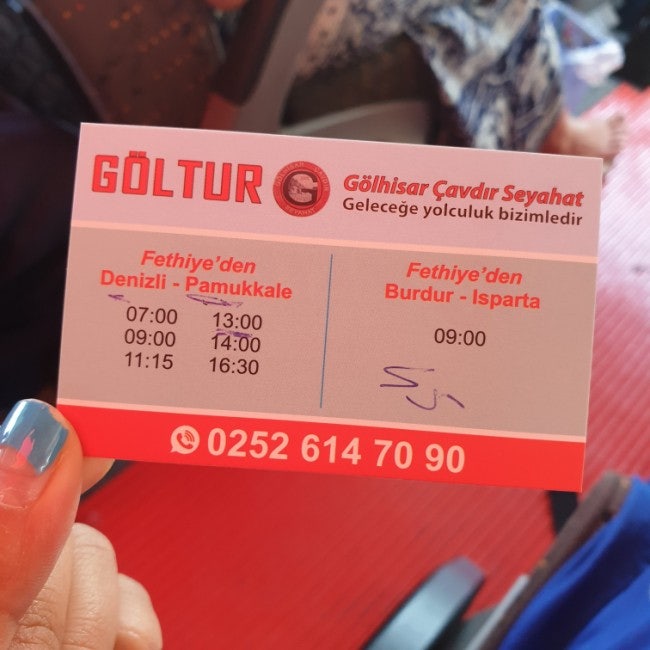 GÖLTUR
Gölhisar Çavdır Seyahat
Geleceğe yolculuk bizimledir
Fethiye'den
Denizli - Pamukkale
07:00 13:00
09:00 14:00
11:15 16:30
Fethiye'den
Burdur - Isparta
09:00
0252 614 70 90